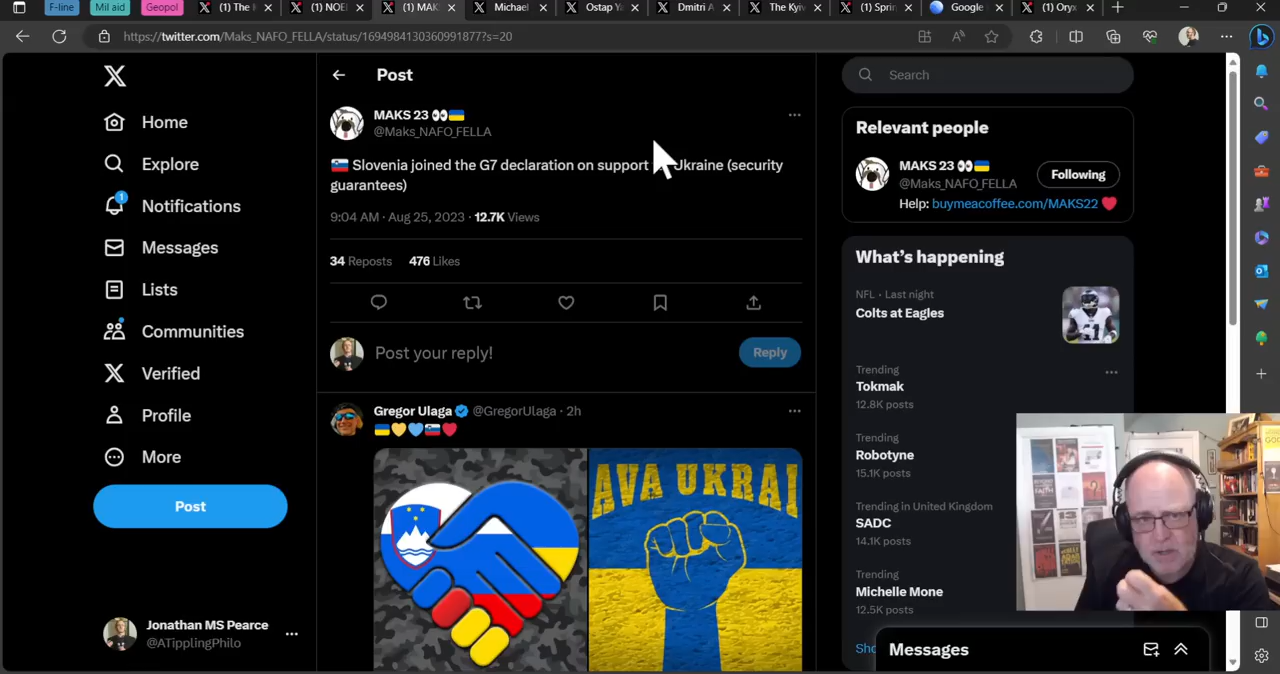 F-line
Mil aid
Geopol
(1) The
(1) NOE
(1) MAK
Michael
Ostap Y
Dmitri A
The Kyiv
(1) Sprin
Google
(1) Oryx
https://twitter.com/Maks_NAFO_FELLA/status/1694984130360991877?s=20
Home
Explore
1
Notifications
Messages
Lists
Communities
Verified
Profile
More
Post
Jonathan MS Pearce
@ATipplingPhilo
Post
MAKS 23 👀🇺🇦
@Maks_NAFO_FELLA
🇸🇮 Slovenia joined the G7 declaration on support Ukraine (security
guarantees)
9:04 AM · Aug 25, 2023 · 12.7K Views
34 Reposts 476 Likes
Post your reply!
Reply
Gregor Ulaga @GregorUlaga · 2h
🇺🇦💛💙🇸🇮❤️
AVA UKRAI
Search
Relevant people
MAKS 23 👀🇺🇦
@Maks_NAFO_FELLA
Following
Help: buymeacoffee.com/MAKS22 ❤️
What's happening
NFL · Last night
Colts at Eagles
Trending
Tokmak
12.8K posts
Trending
Robotyne
15.1K posts
Trending in United Kingdom
SADC
14.1K posts
Trending
Michelle Mone
12.5K posts
Sho
Messages